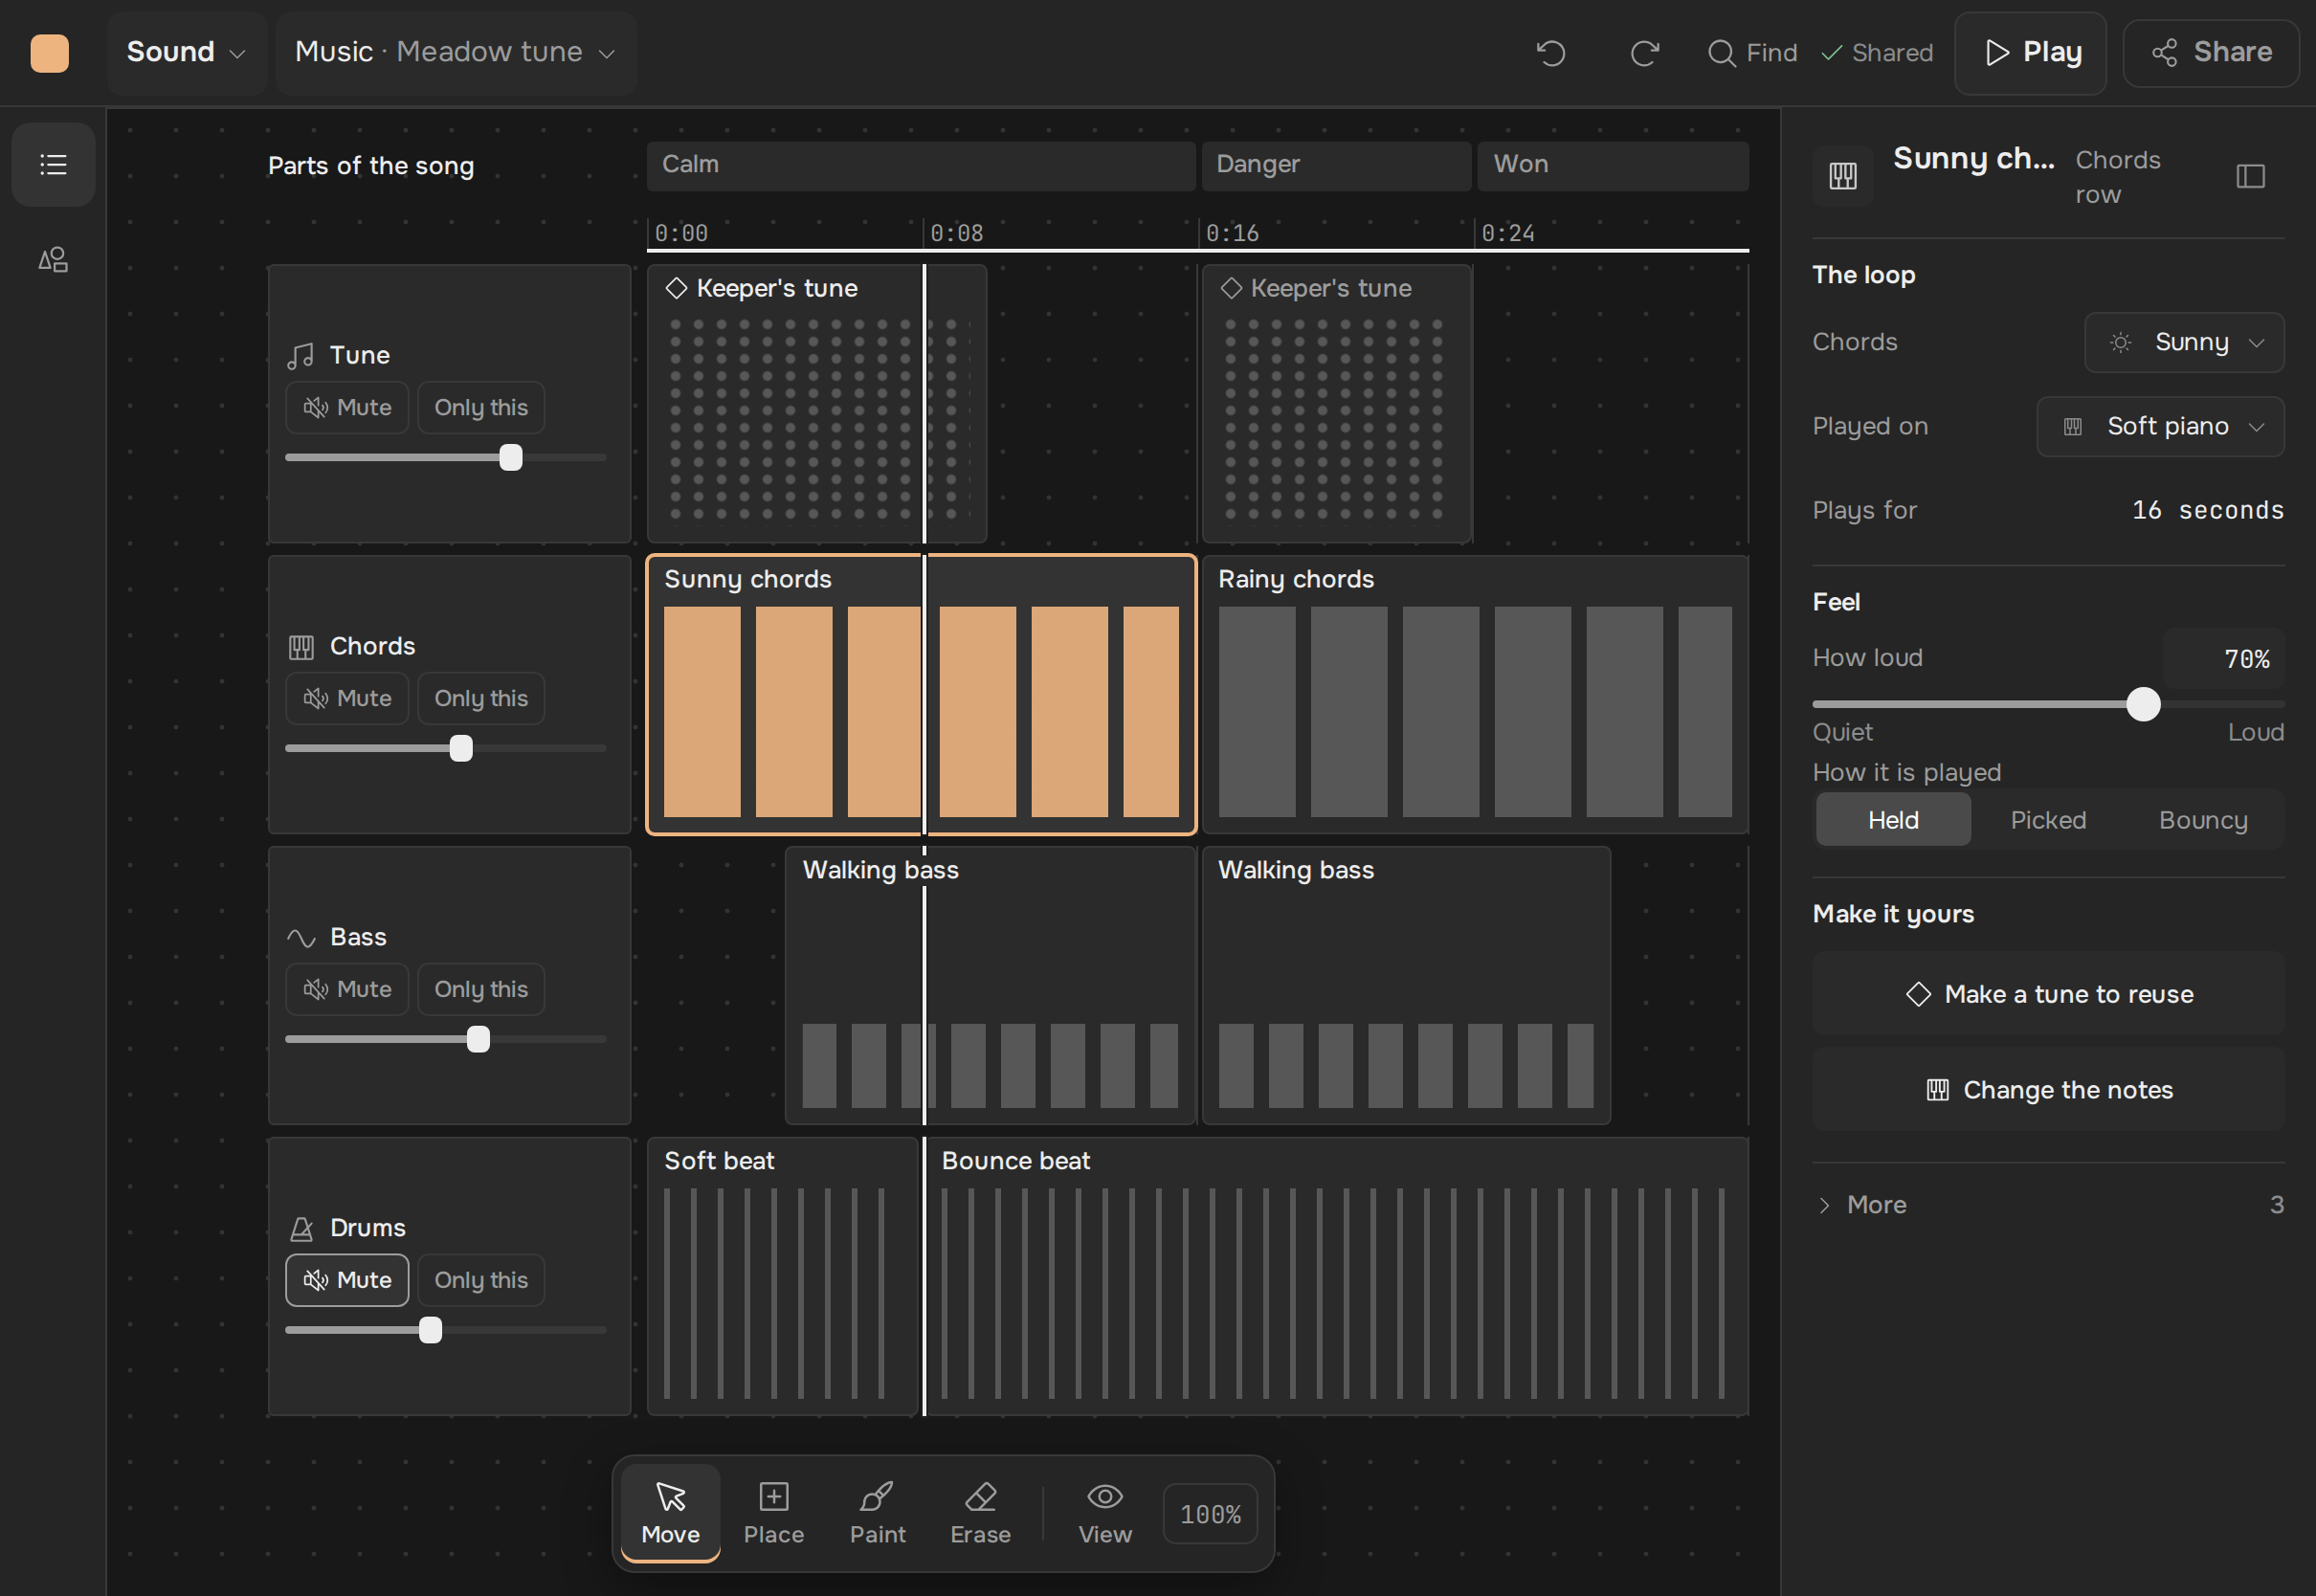 Sound
Music · Meadow tune
Find
Shared
Play
Share
Parts of the song
Calm
Danger
Won
0:00
0:08
0:16
0:24
Tune
Mute
Only this
Keeper's tune
Keeper's tune
Chords
Mute
Only this
Sunny chords
Rainy chords
Bass
Mute
Only this
Walking bass
Walking bass
Drums
Mute
Only this
Soft beat
Bounce beat
Move
Place
Paint
Erase
View
100%
Sunny ch...
Chords
row
The loop
Chords
Sunny
Played on
Soft piano
Plays for
16 seconds
Feel
How loud
70%
Quiet
Loud
How it is played
Held
Picked
Bouncy
Make it yours
Make a tune to reuse
Change the notes
More
3